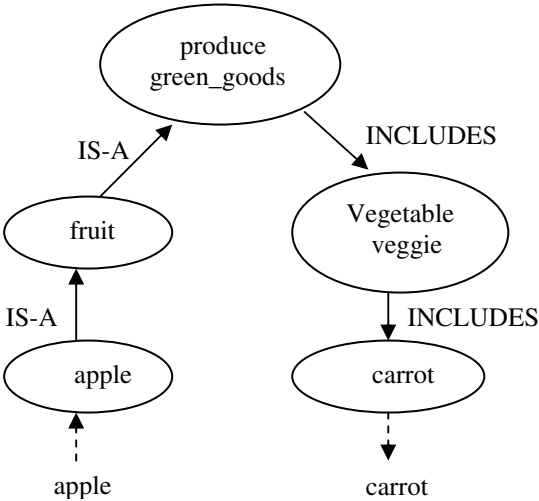 produce
green_goods
IS-A
INCLUDES
fruit
Vegetable
veggie
IS-A
INCLUDES
apple
carrot
apple
carrot